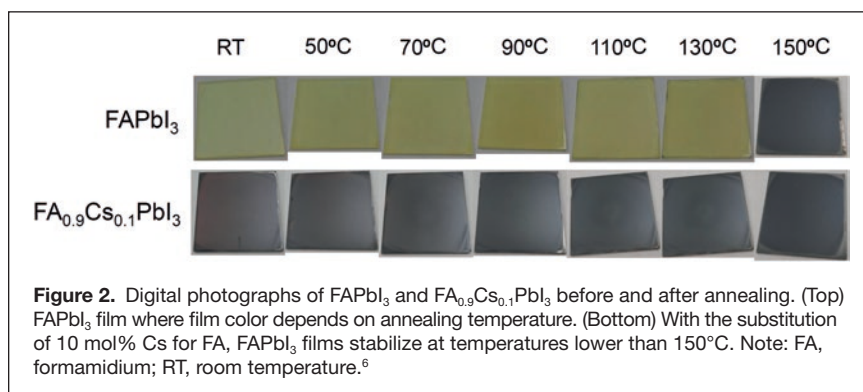 RT 50ºC 70ºC 90ºC 110ºC 130ºC 150ºC
FAPbI₃
FA₀.₉Cs₀.₁PbI₃
Figure 2. Digital photographs of FAPbI₃ and FA₀.₉Cs₀.₁PbI₃ before and after annealing. (Top)
FAPbI₃ film where film color depends on annealing temperature. (Bottom) With the substitution
of 10 mol% Cs for FA, FAPbI₃ films stabilize at temperatures lower than 150°C. Note: FA,
formamidium; RT, room temperature.⁶